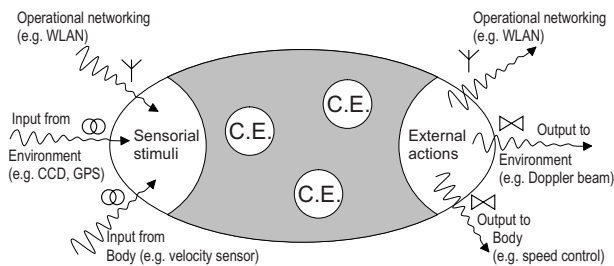 Operational networking
(e.g. WLAN)
Input from
Environment
(e.g. CCD, GPS)
Input from
Body (e.g. velocity sensor)
Sensorial
stimuli
C.E.
C.E.
C.E.
External
actions
Operational networking
(e.g. WLAN)
Output to
Environment
(e.g. Doppler beam)
Output to
Body
(e.g. speed control)